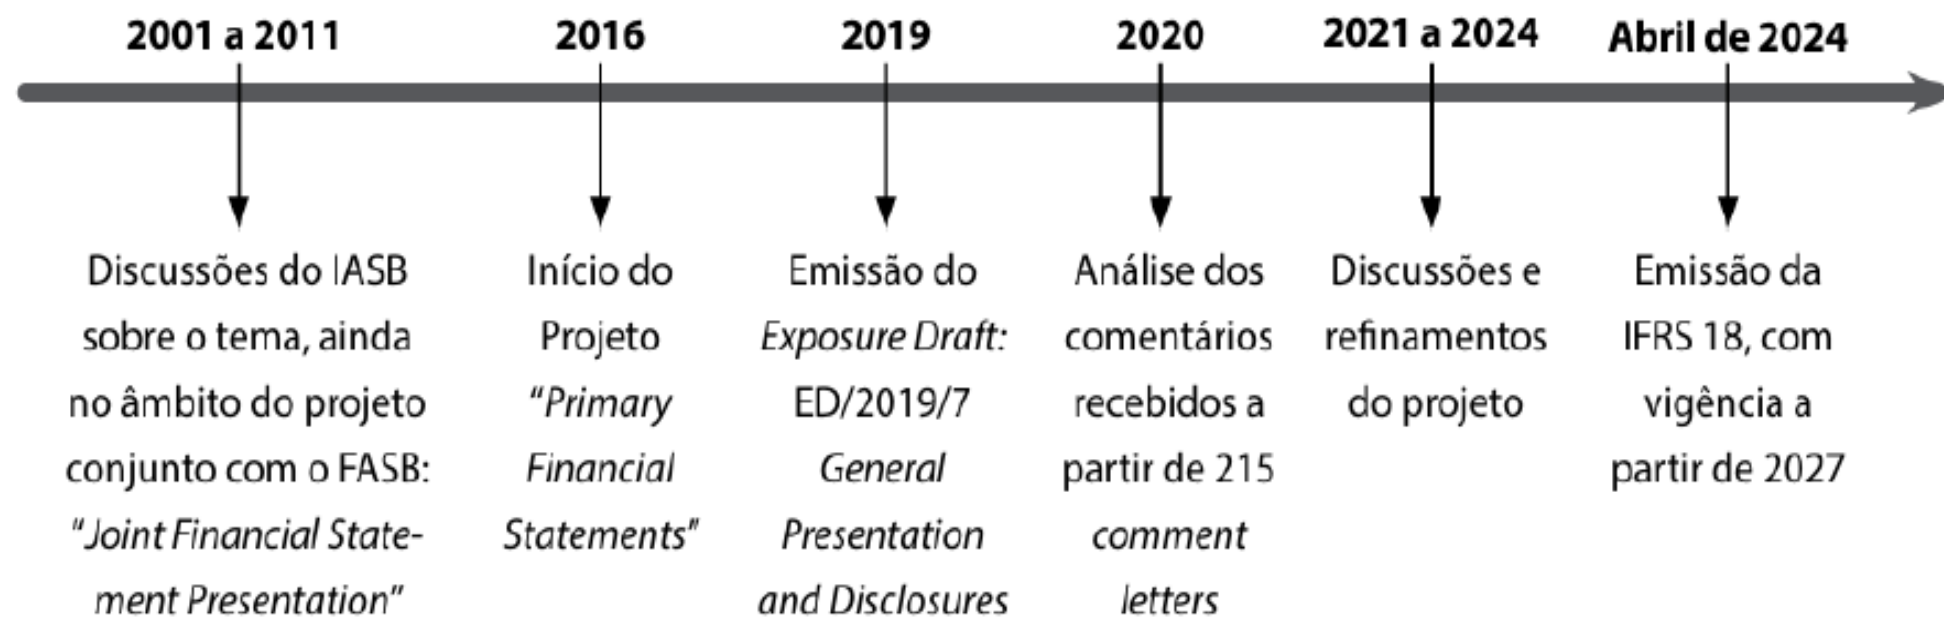 2001 a 2011
Discussões do IASB
sobre o tema, ainda
no âmbito do projeto
conjunto com o FASB:
"Joint Financial State-
ment Presentation"
2016
Início do
Projeto
"Primary
Financial
Statements"
2019
Emissão do
Exposure Draft:
ED/2019/7
General
Presentation
and Disclosures
2020
Análise dos
comentários
recebidos a
partir de 215
comment
letters
2021 a 2024
Discussões e
refinamentos
do projeto
Abril de 2024
Emissão da
IFRS 18, com
vigência a
partir de 2027